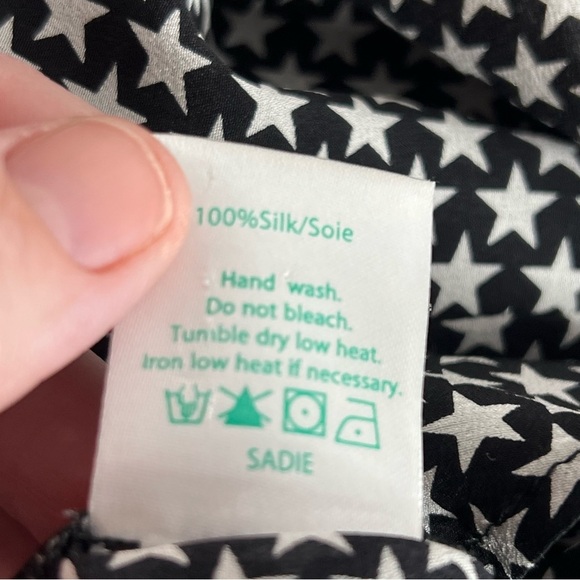 100%Silk/Soie
Hand wash.
Do not bleach.
Tumble dry low heat.
Iron low heat if necessary.
SADIE